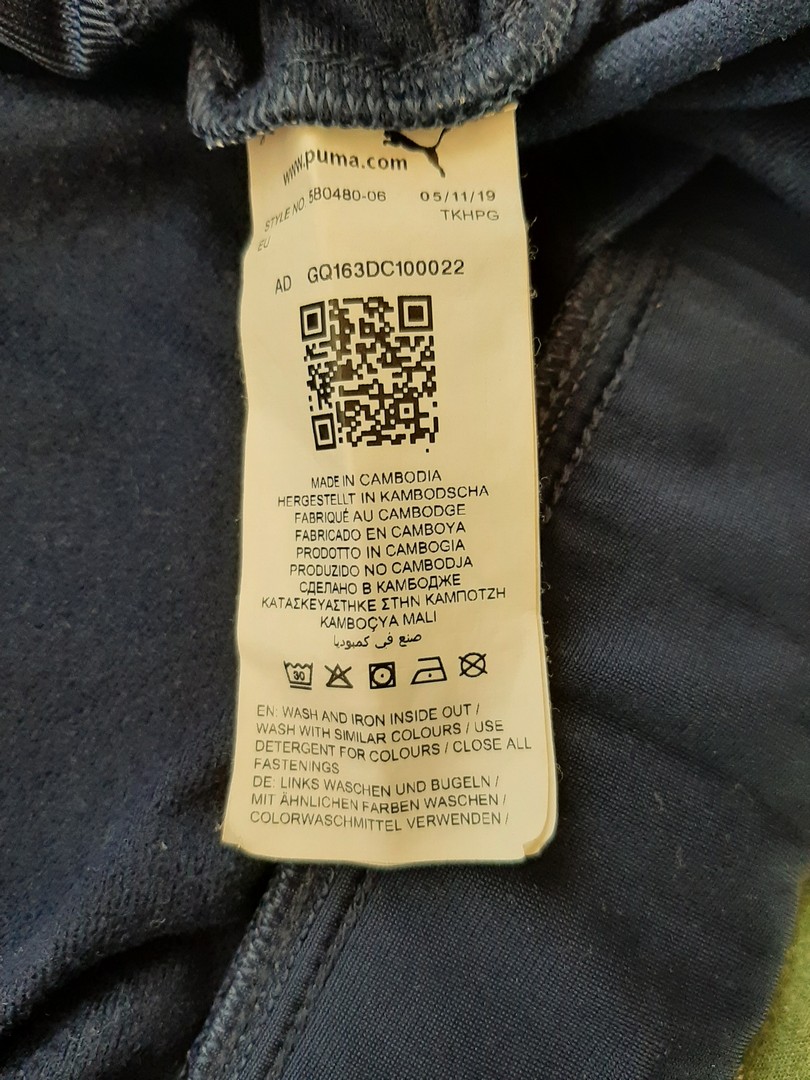 www.puma.com
STYLE NO 580480-06 05/11/19
EU TKHPG
AD GQ163DC100022
MADE IN CAMBODIA
HERGESTELLT IN KAMBODSCHA
FABRIQUÉ AU CAMBODGE
FABRICADO EN CAMBOYA
PRODOTTO IN CAMBOGIA
PRODUZIDO NO CAMBODJA
СДЕЛАНО В КАМБОДЖЕ
ΚΑΤΑΣΚΕΥΑΣΤΗΚΕ ΣΤΗΝ ΚΑΜΠΟΤΖΗ
KAMBOÇYA MALI
صنع في كمبوديا
30
EN: WASH AND IRON INSIDE OUT /
WASH WITH SIMILAR COLOURS / USE
DETERGENT FOR COLOURS / CLOSE ALL
FASTENINGS
DE: LINKS WASCHEN UND BUGELN /
MIT ÄHNLICHEN FARBEN WASCHEN /
COLORWASCHMITTEL VERWENDEN /